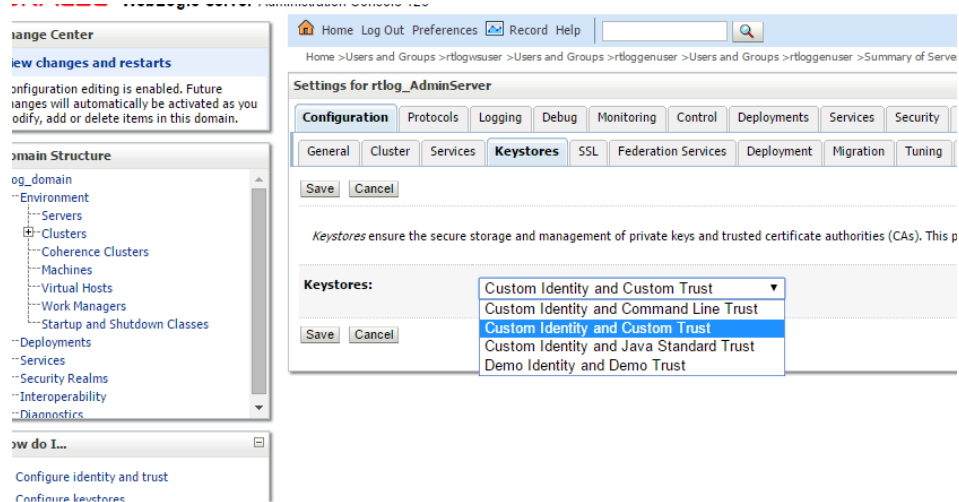 Home Log Out Preferences Record Help
Home >Users and Groups >rtlogwsuser >Users and Groups >rtloggenuser >Users and Groups >rtloggenuser >Summary of Serve
ange Center
iew changes and restarts
onfiguration editing is enabled. Future
hanges will automatically be activated as you
odify, add or delete items in this domain.
omain Structure
og_domain
Environment
Servers
Clusters
Coherence Clusters
Machines
Virtual Hosts
Work Managers
Startup and Shutdown Classes
Deployments
Services
Security Realms
Interoperability
Diagnostics
ow do I...
Configure identity and trust
Configure keystores
Settings for rtlog_AdminServer
Configuration Protocols Logging Debug Monitoring Control Deployments Services Security
General Cluster Services Keystores SSL Federation Services Deployment Migration Tuning
Save Cancel
Keystores ensure the secure storage and management of private keys and trusted certificate authorities (CAs). This p
Keystores: Custom Identity and Custom Trust
Custom Identity and Command Line Trust
Custom Identity and Custom Trust
Custom Identity and Java Standard Trust
Demo Identity and Demo Trust
Save Cancel